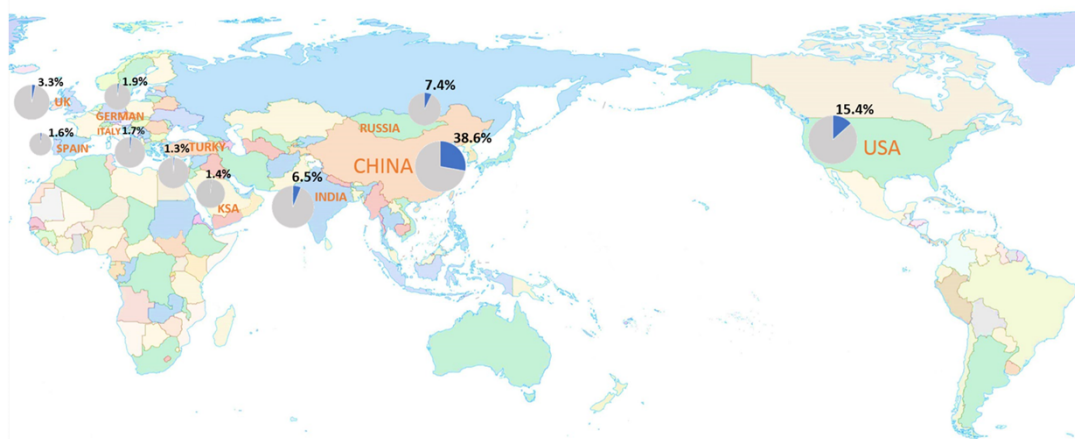 3.3%
UK
1.9%
GERMAN
ITALY
1.7%
1.6%
SPAIN
1.3%
TURKY
1.4%
KSA
7.4%
RUSSIA
38.6%
CHINA
6.5%
INDIA
15.4%
USA